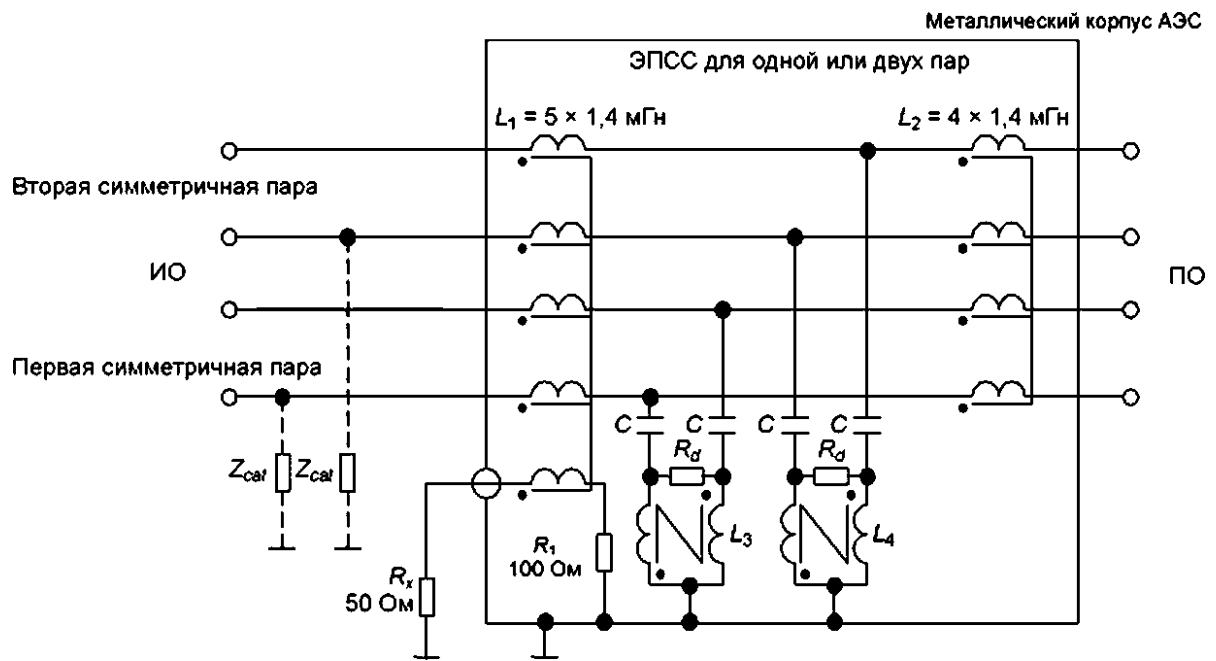 Металлический корпус АЭС
ЭПСС для одной или двух пар
L₁ = 5 × 1,4 мГн
L₂ = 4 × 1,4 мГн
Вторая симметричная пара
ИО
ПО
Первая симметричная пара
C
C
C
C
Rd
Rd
Zcat
Zcat
L₃
L₄
R₁
100 Ом
Rx
50 Ом